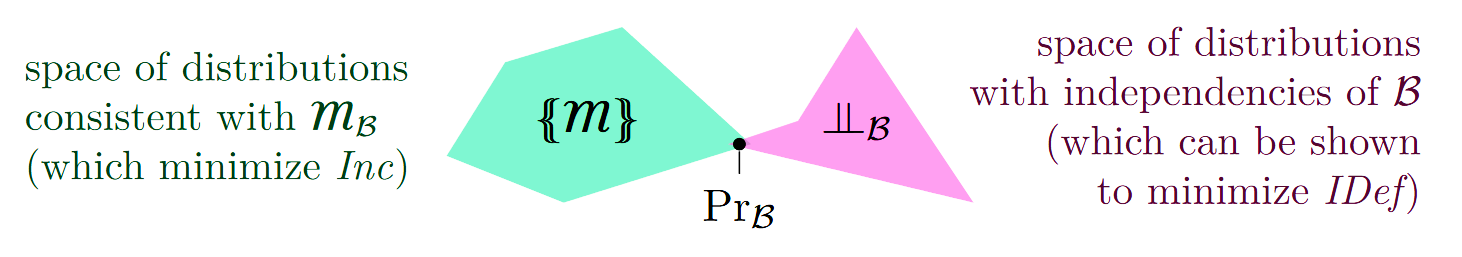 space of distributions
consistent with 𝓂_ℬ
(which minimize Inc)
{{𝓂}}
⫫_ℬ
Pr_ℬ
space of distributions
with independencies of ℬ
(which can be shown
to minimize IDef)